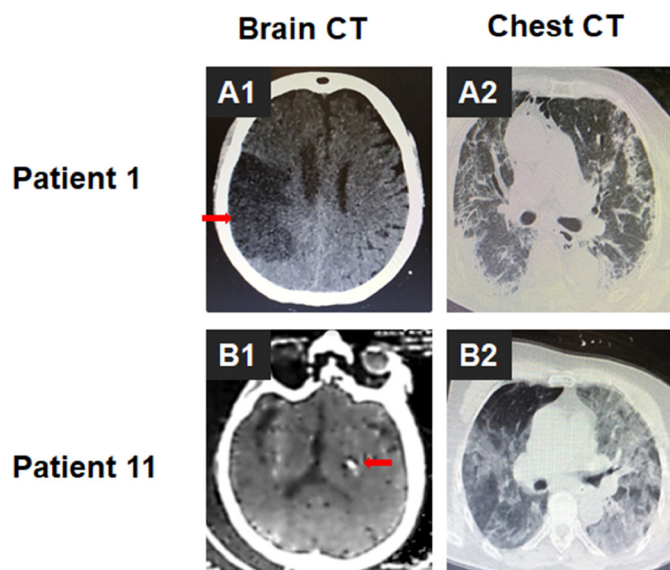 Brain CT
Chest CT
A1
A2
Patient 1
B1
B2
Patient 11